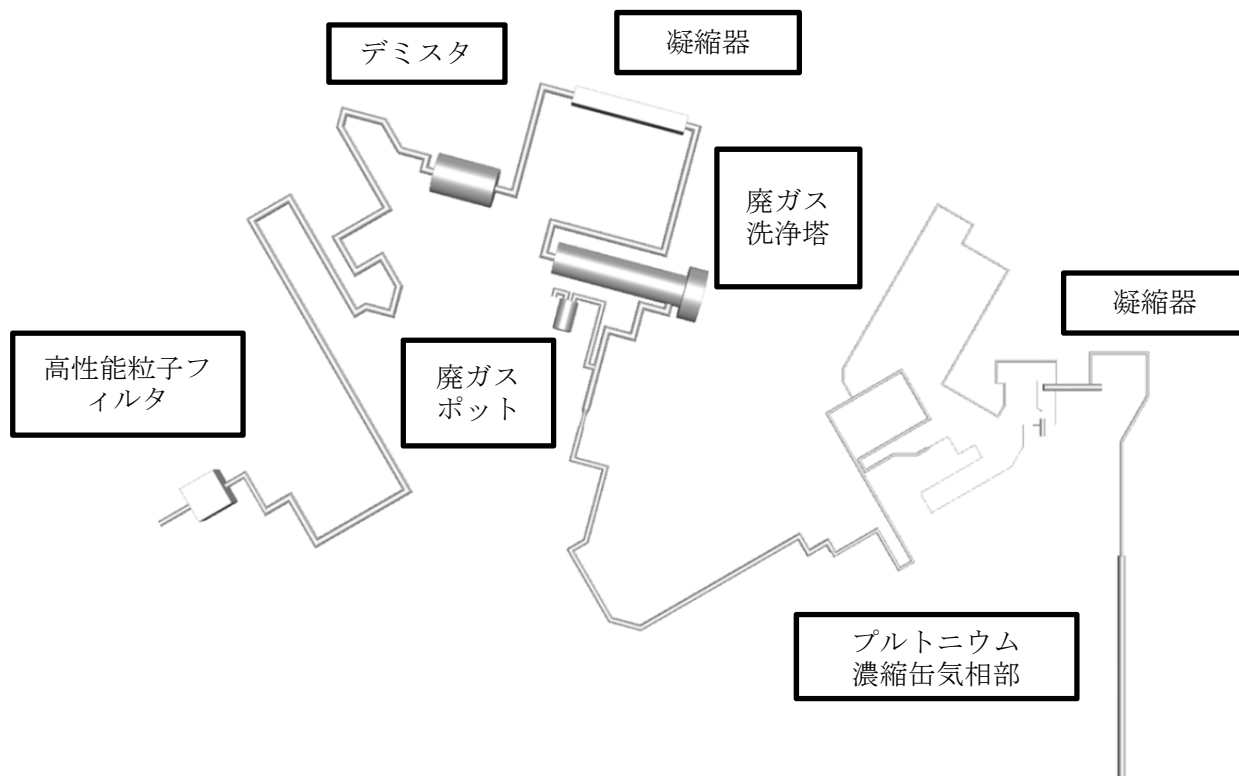 デミスタ
凝縮器
廃ガス
洗浄塔
凝縮器
高性能粒子フ
ィルタ
廃ガス
ポット
プルトニウム
濃縮缶気相部